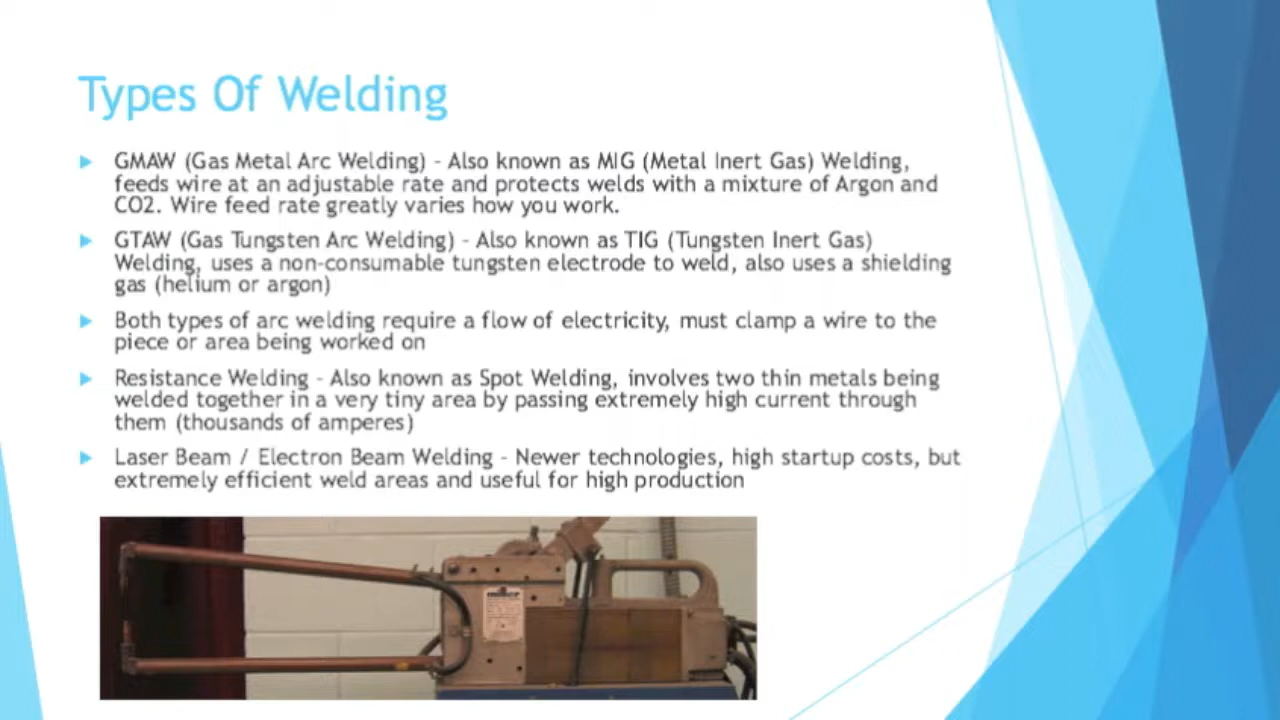 Types Of Welding
GMAW (Gas Metal Arc Welding) - Also known as MIG (Metal Inert Gas) Welding,
feeds wire at an adjustable rate and protects welds with a mixture of Argon and
CO2. Wire feed rate greatly varies how you work.
GTAW (Gas Tungsten Arc Welding) - Also known as TIG (Tungsten Inert Gas)
Welding, uses a non-consumable tungsten electrode to weld, also uses a shielding
gas (helium or argon)
Both types of arc welding require a flow of electricity, must clamp a wire to the
piece or area being worked on
Resistance Welding - Also known as Spot Welding, involves two thin metals being
welded together in a very tiny area by passing extremely high current through
them (thousands of amperes)
Laser Beam / Electron Beam Welding - Newer technologies, high startup costs, but
extremely efficient weld areas and useful for high production